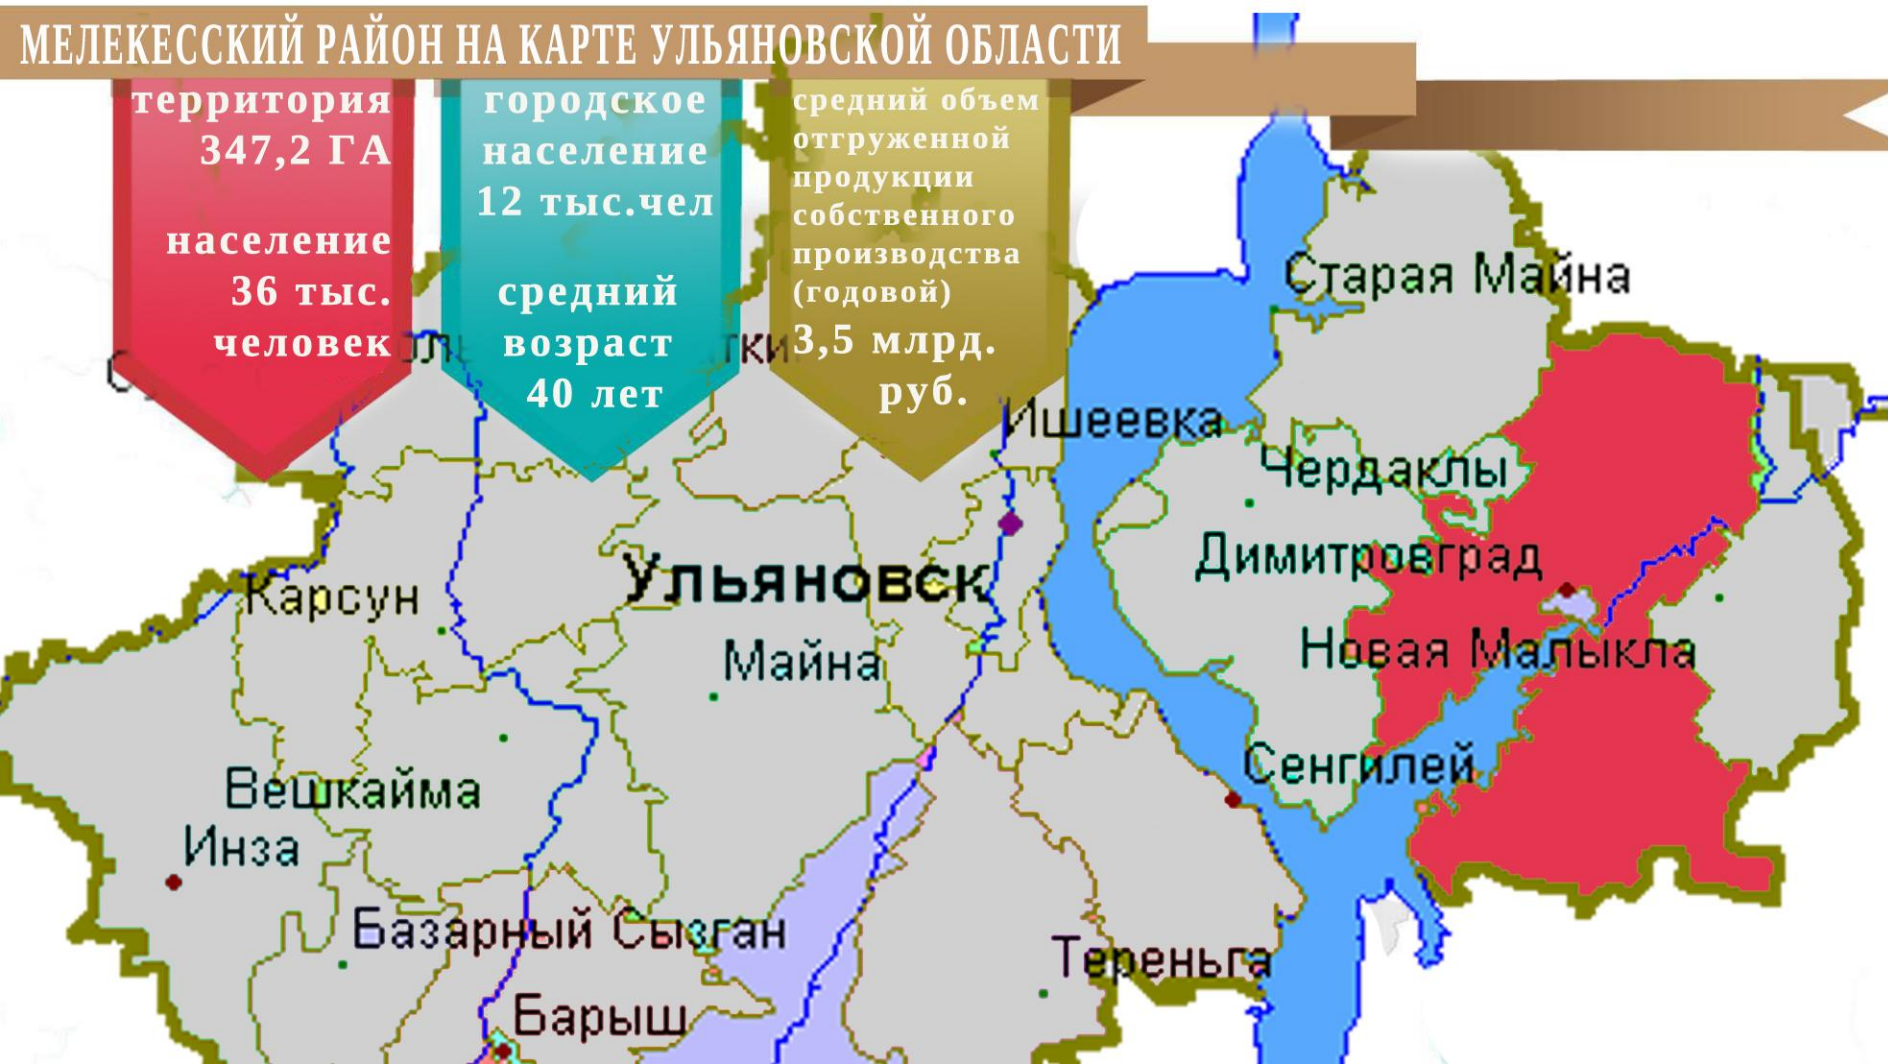 МЕЛЕКЕССКИЙ РАЙОН НА КАРТЕ УЛЬЯНОВСКОЙ ОБЛАСТИ
территория
347,2 ГА
население
36 тыс.
человек
городское
население
12 тыс.чел
средний
возраст
40 лет
средний объем
отгруженной
продукции
собственного
производства
(годовой)
3,5 млрд.
руб.
Старая Майна
Ишеевка
Чердаклы
Димитровград
Ульяновск
Карсун
Новая Малыкла
Майна
Сенгилей
Вешкайма
Инза
Базарный Сызган
Тереньга
Барыш